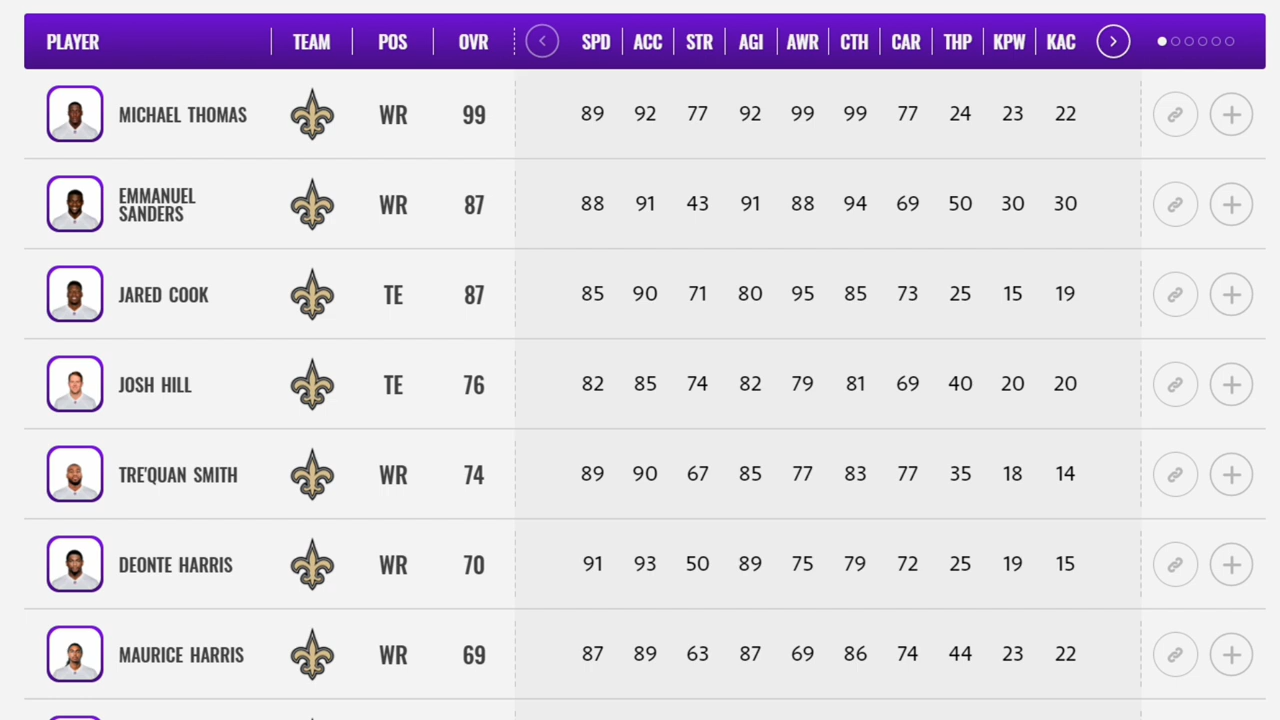 PLAYER TEAM POS OVR SPD ACC STR AGI AWR CTH CAR THP KPW KAC
MICHAEL THOMAS WR 99 89 92 77 92 99 99 77 24 23 22
EMMANUEL
SANDERS WR 87 88 91 43 91 88 94 69 50 30 30
JARED COOK TE 87 85 90 71 80 95 85 73 25 15 19
JOSH HILL TE 76 82 85 74 82 79 81 69 40 20 20
TRE'QUAN SMITH WR 74 89 90 67 85 77 83 77 35 18 14
DEONTE HARRIS WR 70 91 93 50 89 75 79 72 25 19 15
MAURICE HARRIS WR 69 87 89 63 87 69 86 74 44 23 22